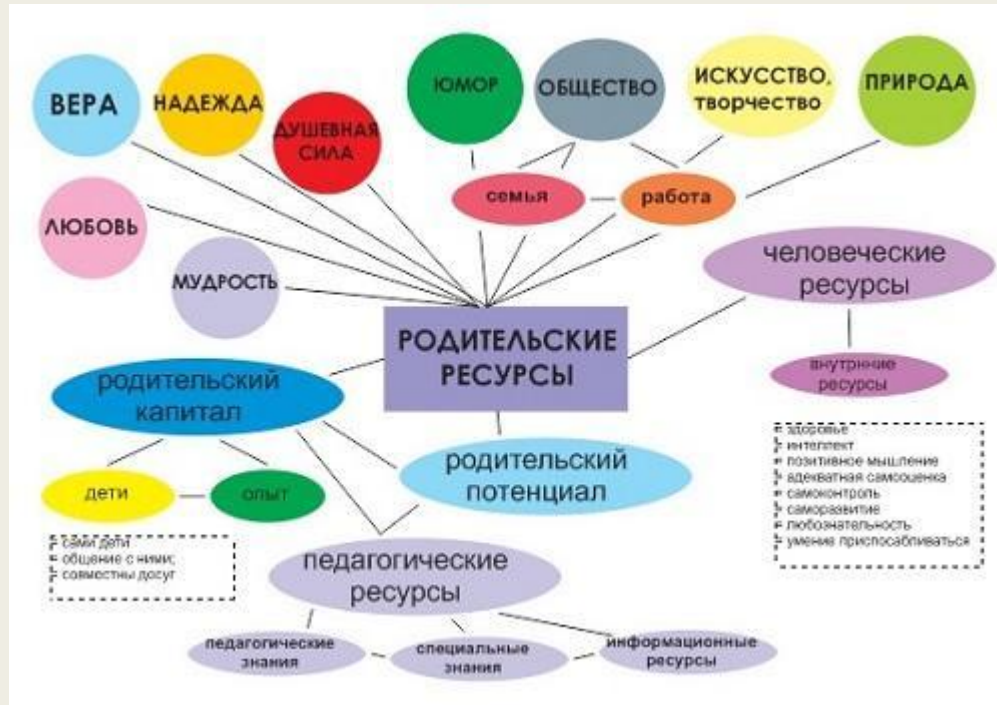 ВЕРА
НАДЕЖДА
ДУШЕВНАЯ
СИЛА
ЛЮБОВЬ
МУДРОСТЬ
ЮМОР
ОБЩЕСТВО
ИСКУССТВО,
творчество
ПРИРОДА
семья
работа
человеческие
ресурсы
РОДИТЕЛЬСКИЕ
РЕСУРСЫ
внутрнние
ресурсы
здоровье
интеллект
позитивное мышление
адекватная самооценка
самоконтроль
саморазвитие
любознательность
умение приспосабливаться
родительский
капитал
родительский
потенциал
дети
опыт
сами дети
общение с ними;
совместны досуг
педагогические
ресурсы
педагогические
знания
специальные
знания
информационные
ресурсы